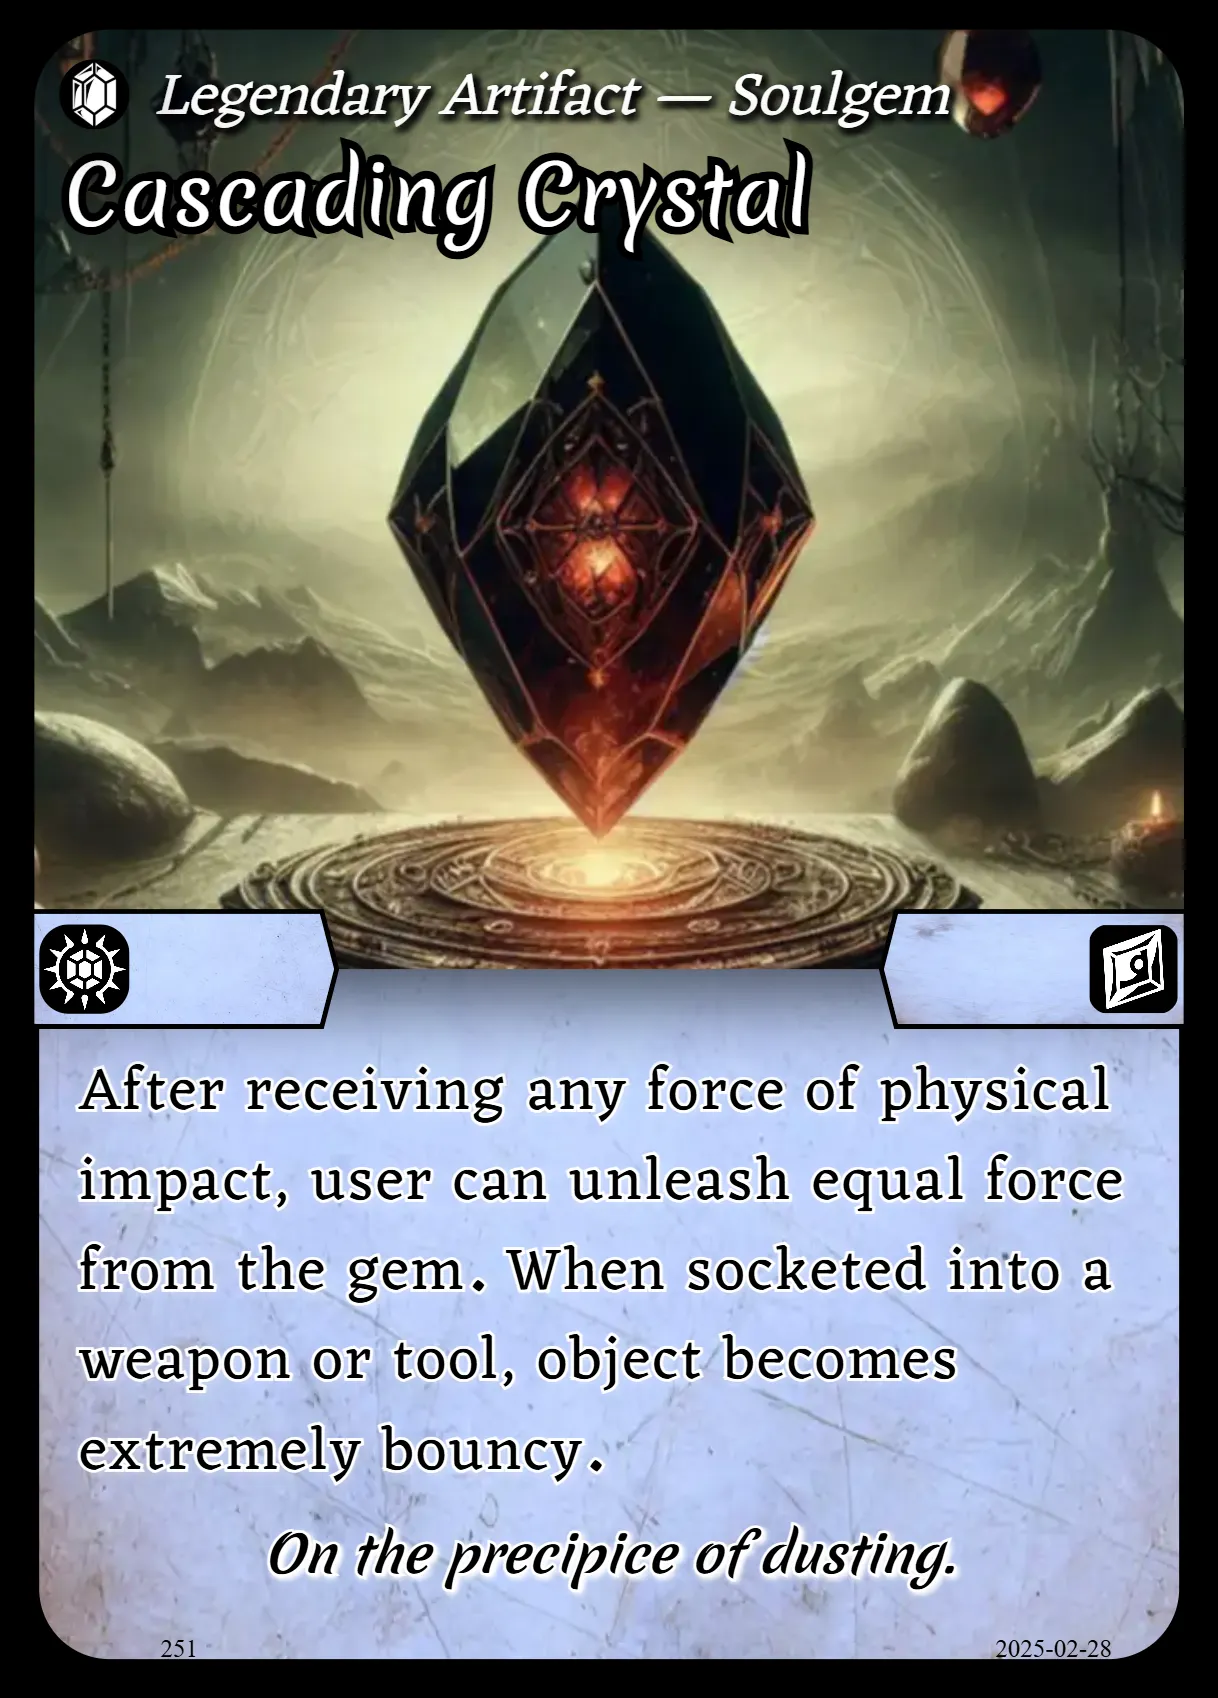 Legendary Artifact — Soulgem
Cascading Crystal
After receiving any force of physical
impact, user can unleash equal force
from the gem. When socketed into a
weapon or tool, object becomes
extremely bouncy.
On the precipice of dusting.
251
2025-02-28